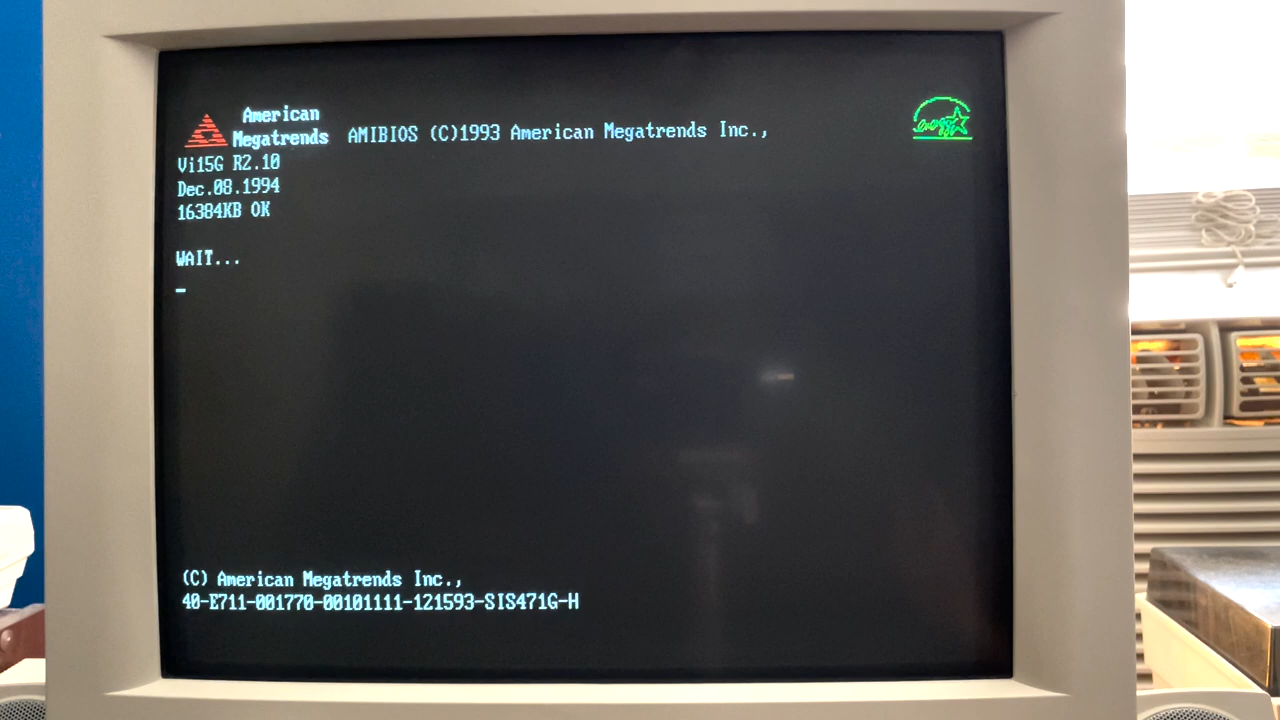 American
Megatrends
AMIBIOS (C)1993 American Megatrends Inc.,
energy
Vi15G R2.10
Dec.08.1994
16384KB OK
WAIT...
_
(C) American Megatrends Inc.,
40-E711-001770-00101111-121593-SIS471G-H